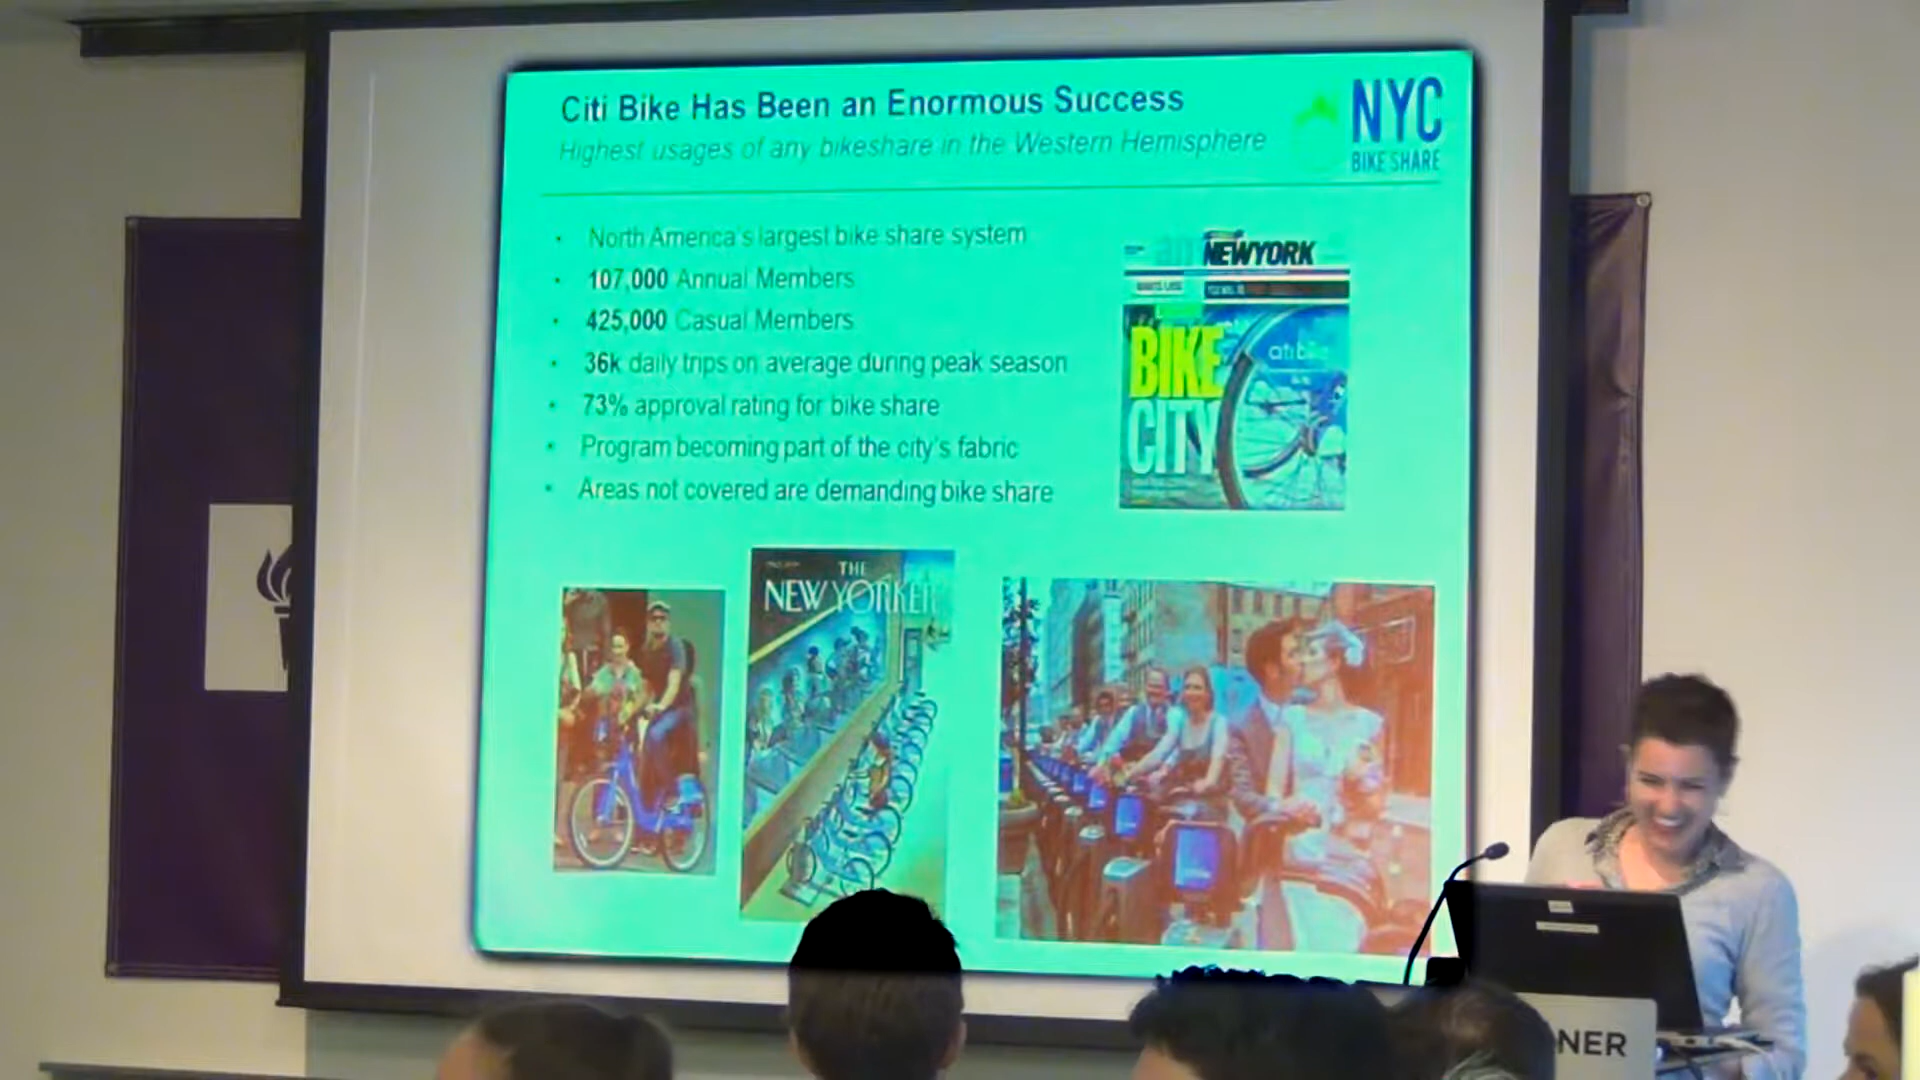 Citi Bike Has Been an Enormous Success
Highest usages of any bikeshare in the Western Hemisphere
NYC
BIKE SHARE
• North America's largest bike share system
• 107,000 Annual Members
• 425,000 Casual Members
• 36k daily trips on average during peak season
• 73% approval rating for bike share
• Program becoming part of the city's fabric
• Areas not covered are demanding bike share
NEWYORK
BIKE
CITY
citi bike
THE
NEW YORKER
NER